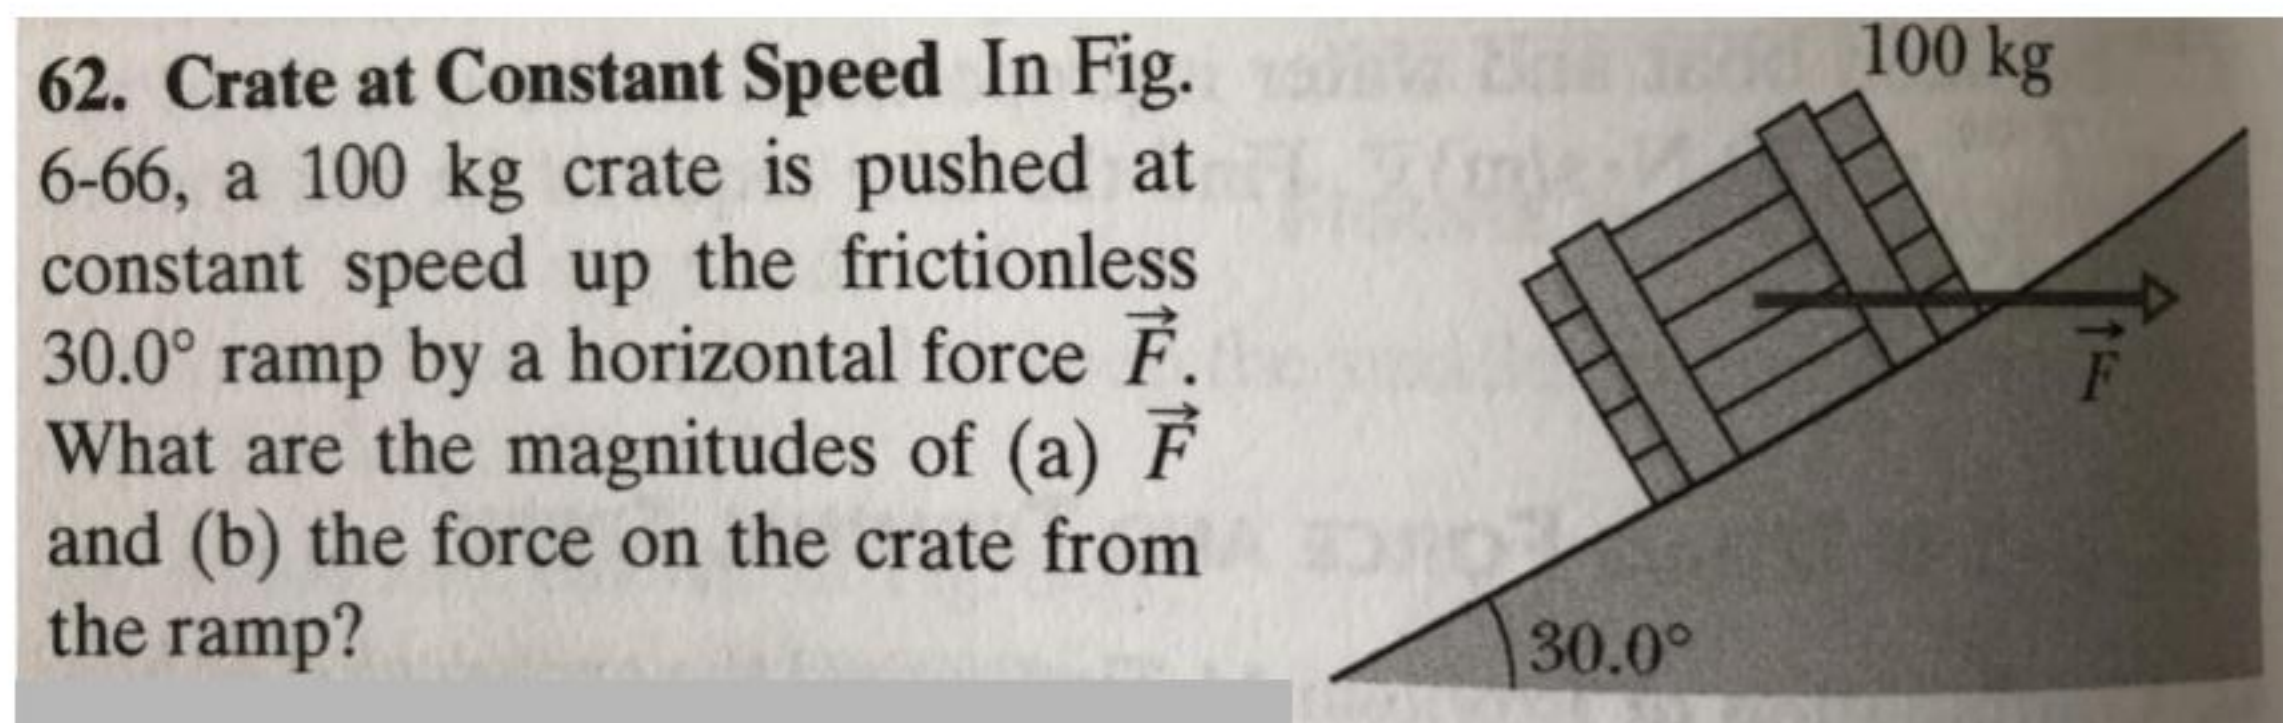 62. Crate at Constant Speed In Fig.
6-66, a 100 kg crate is pushed at
constant speed up the frictionless
30.0° ramp by a horizontal force F⃗.
What are the magnitudes of (a) F⃗
and (b) the force on the crate from
the ramp?
100 kg
F⃗
30.0°